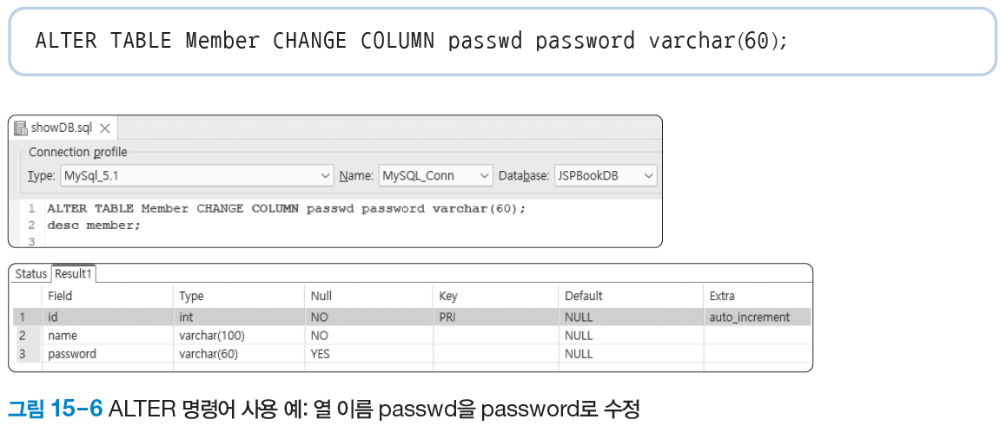 ALTER TABLE Member CHANGE COLUMN passwd password varchar(60);
showDB.sql
Connection profile
Type: MySql_5.1 Name: MySQL_Conn Database: JSPBookDB
1 ALTER TABLE Member CHANGE COLUMN passwd password varchar(60);
2 desc member;
3
Status Result1
Field Type Null Key Default Extra
1 id int NO PRI NULL auto_increment
2 name varchar(100) NO NULL
3 password varchar(60) YES NULL
그림 15-6 ALTER 명령어 사용 예: 열 이름 passwd을 password로 수정